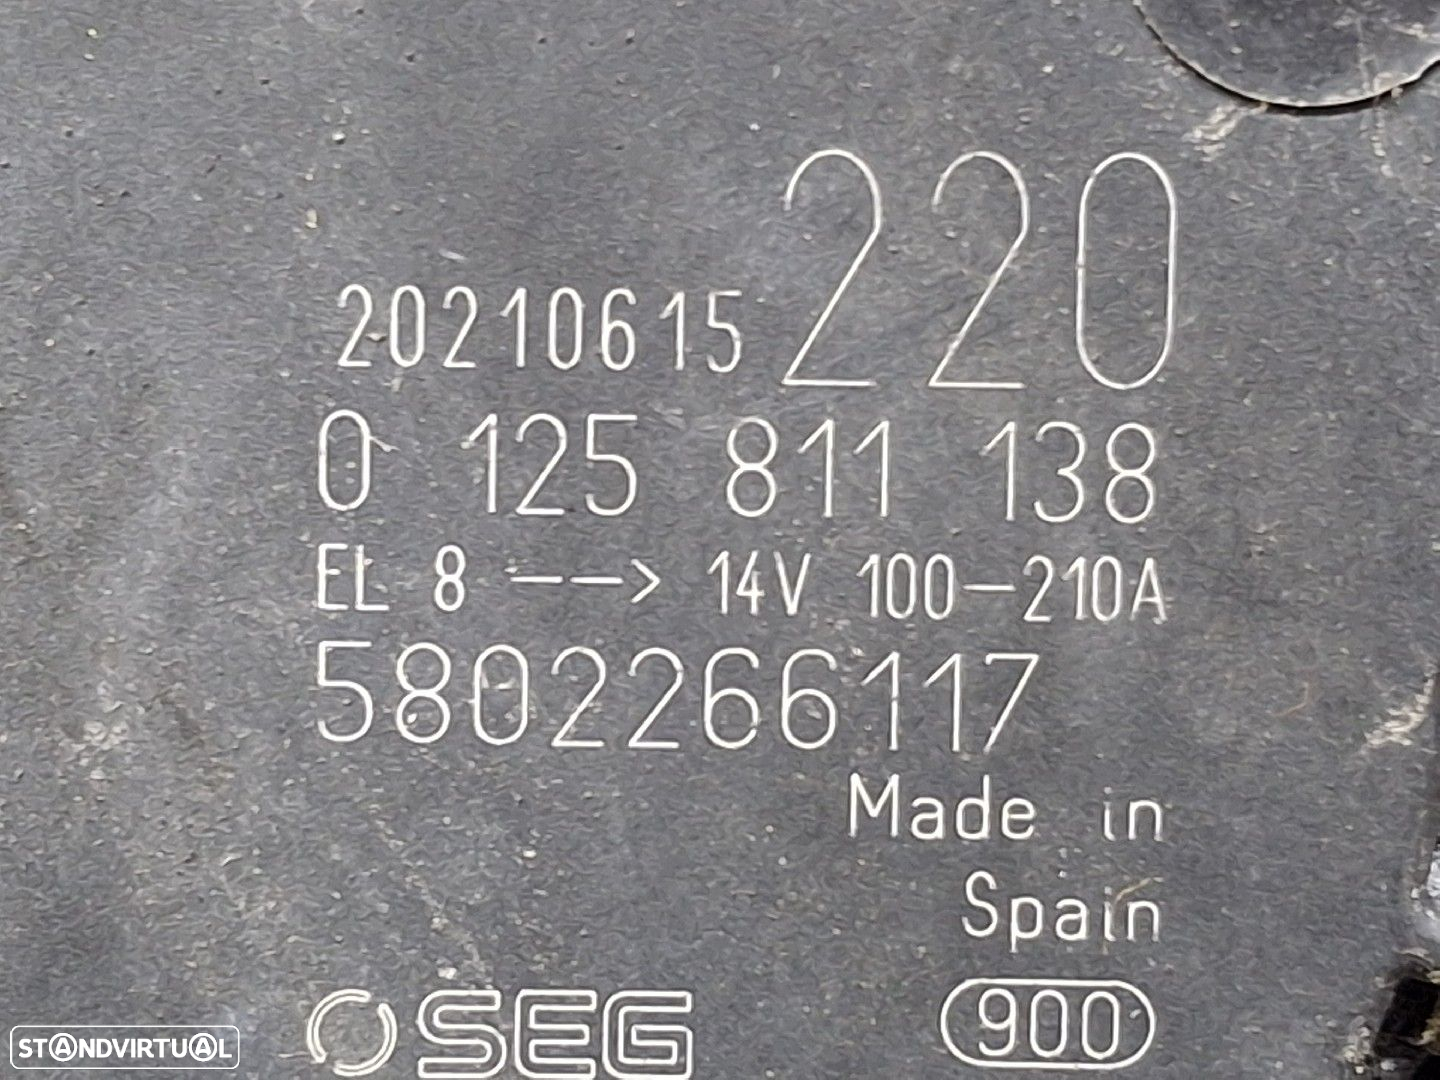 220
20210615
0 125 811 138
EL 8 --> 14V 100-210A
5802266117
Made in
Spain
SEG
900
STANDVIRTUAL